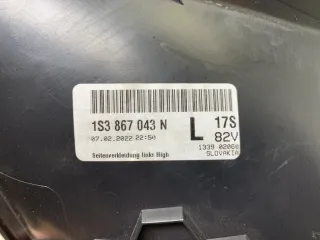 1S3 867 043 N L 17S
07.02.2022 22:50 82V
1339 02060
Seitenverkleidung links High SLOVAKIA